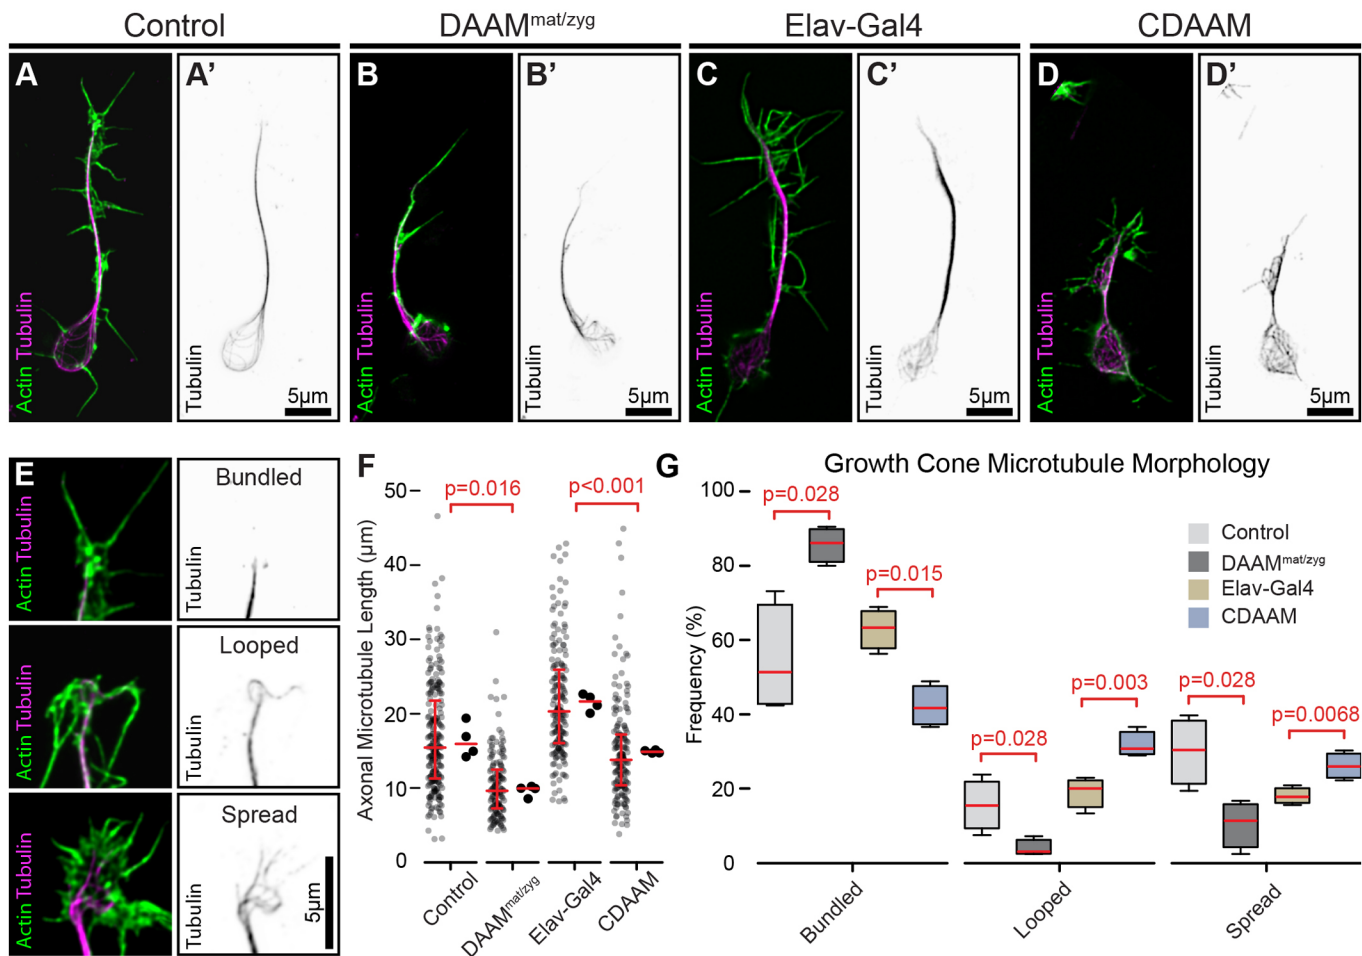 Control
DAAMmat/zyg
Elav-Gal4
CDAAM
A
A’
B
B’
C
C’
D
D’
Actin Tubulin
Tubulin
5µm
Actin Tubulin
Tubulin
5µm
Actin Tubulin
Tubulin
5µm
Actin Tubulin
Tubulin
5µm
E
Actin Tubulin
Tubulin
Bundled
Actin Tubulin
Tubulin
Looped
Actin Tubulin
Tubulin
Spread
5µm
F
Axonal Microtubule Length (µm)
50
40
30
20
10
0
p=0.016
p<0.001
Control
DAAMmat/zyg
Elav-Gal4
CDAAM
G
Growth Cone Microtubule Morphology
Frequency (%)
100
80
60
40
20
0
p=0.028
p=0.015
p=0.028
p=0.003
p=0.028
p=0.0068
Control
DAAMmat/zyg
Elav-Gal4
CDAAM
Bundled
Looped
Spread